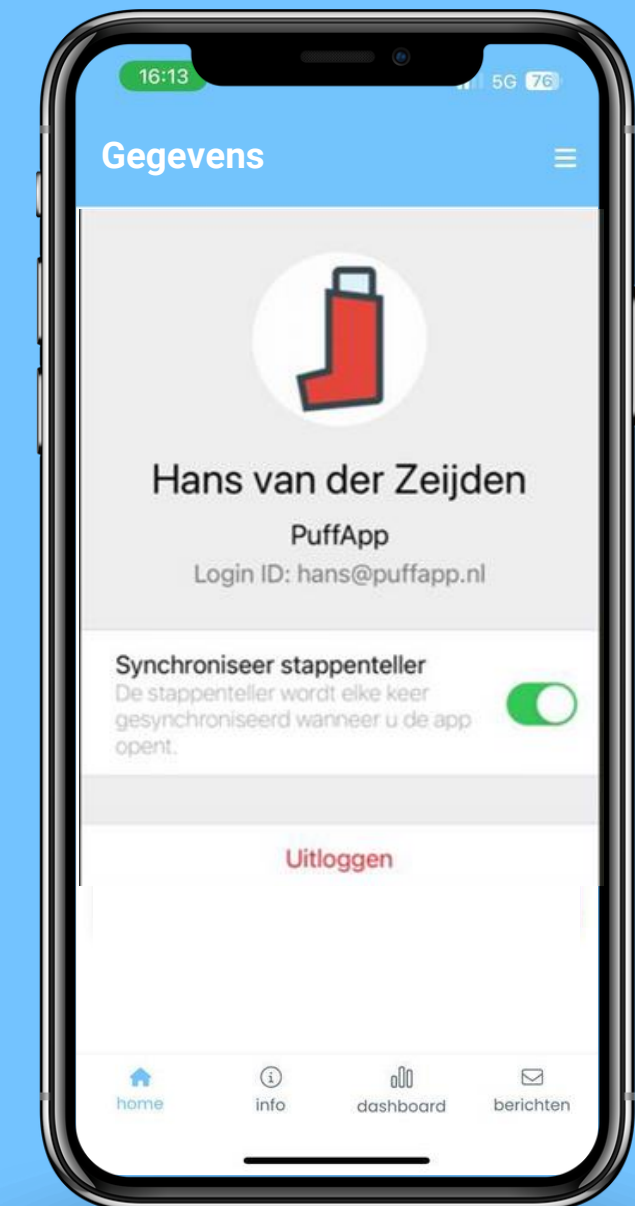 16:13
5G 76
Gegevens
Hans van der Zeijden
PuffApp
Login ID: hans@puffapp.nl
Synchroniseer stappenteller
De stappenteller wordt elke keer
gesynchroniseerd wanneer u de app
opent.
Uitloggen
home info dashboard berichten